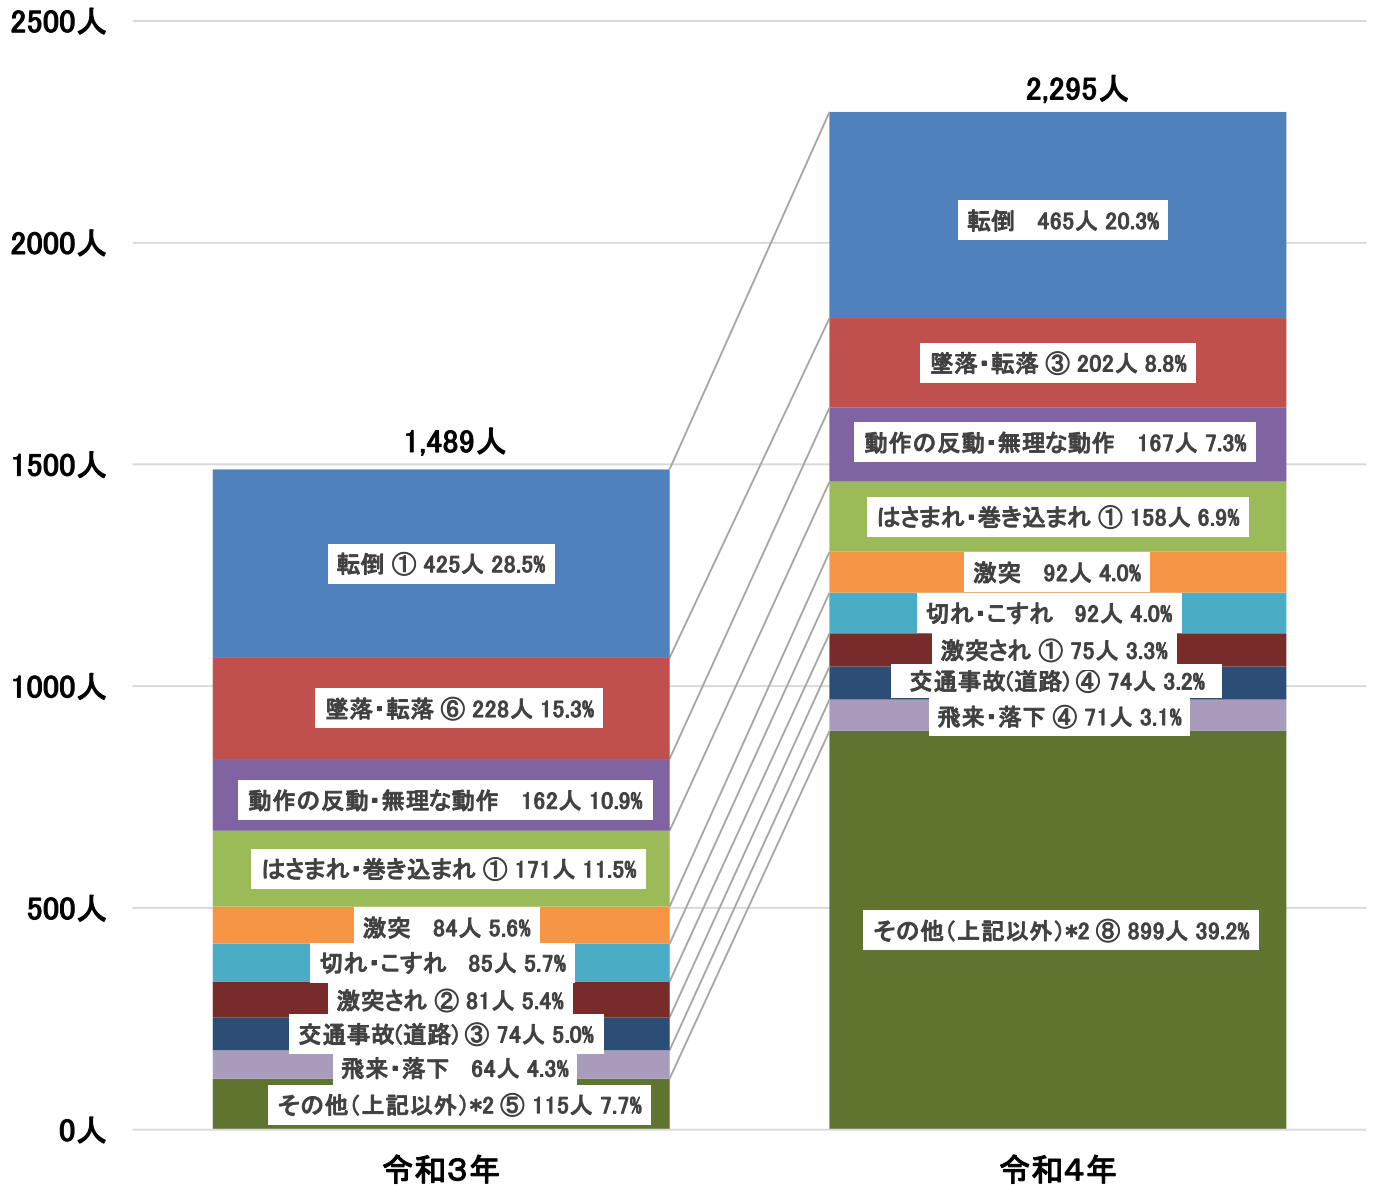 2500人
2000人
1500人
1000人
500人
0人
1,489人
転倒 ① 425人 28.5%
墜落・転落 ⑥ 228人 15.3%
動作の反動・無理な動作　162人 10.9%
はさまれ・巻き込まれ ① 171人 11.5%
激突　84人 5.6%
切れ・こすれ　85人 5.7%
激突され ② 81人 5.4%
交通事故(道路) ③ 74人 5.0%
飛来・落下　64人 4.3%
その他（上記以外）*2 ⑤ 115人 7.7%
令和３年
2,295人
転倒　465人 20.3%
墜落・転落 ③ 202人 8.8%
動作の反動・無理な動作　167人 7.3%
はさまれ・巻き込まれ ① 158人 6.9%
激突　92人 4.0%
切れ・こすれ　92人 4.0%
激突され ① 75人 3.3%
交通事故(道路) ④ 74人 3.2%
飛来・落下 ④ 71人 3.1%
その他（上記以外）*2 ⑧ 899人 39.2%
令和４年